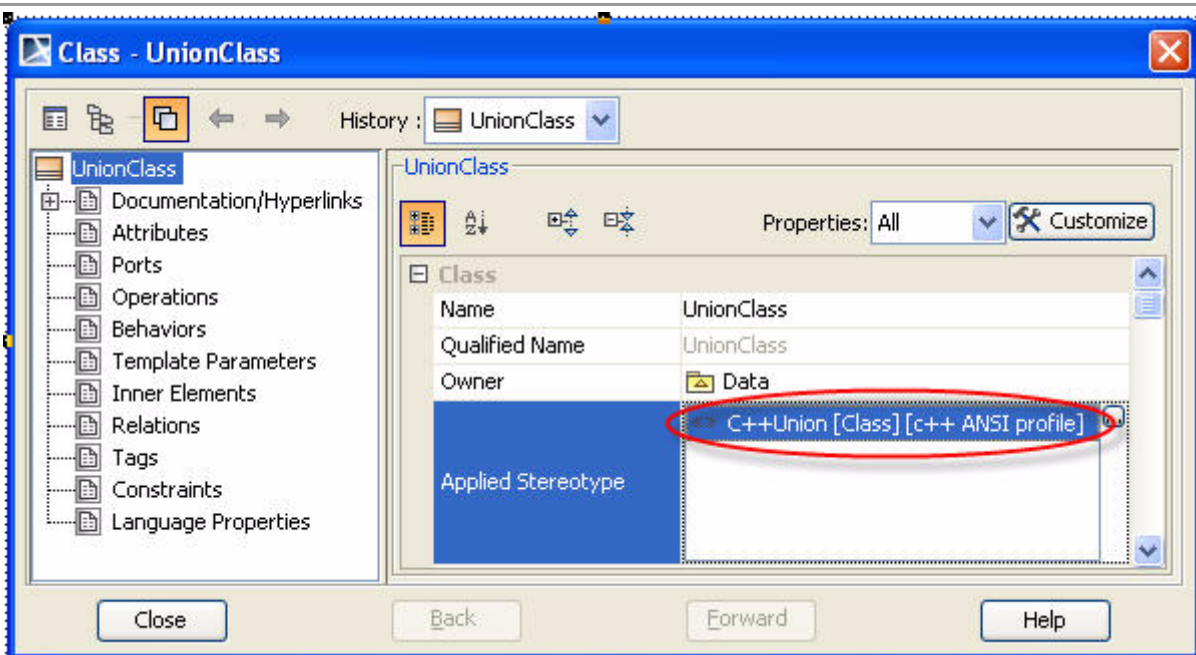 Class - UnionClass
History : UnionClass
UnionClass
Documentation/Hyperlinks
Attributes
Ports
Operations
Behaviors
Template Parameters
Inner Elements
Relations
Tags
Constraints
Language Properties
UnionClass
Properties: All Customize
Class
Name UnionClass
Qualified Name UnionClass
Owner Data
Applied Stereotype C++Union [Class] [c++ ANSI profile]
Close Back Forward Help